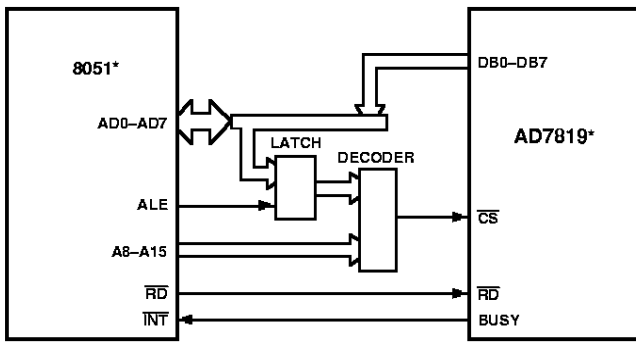 8051*
AD0–AD7
ALE
A8–A15
RD
INT
LATCH
DECODER
DB0–DB7
AD7819*
CS
RD
BUSY